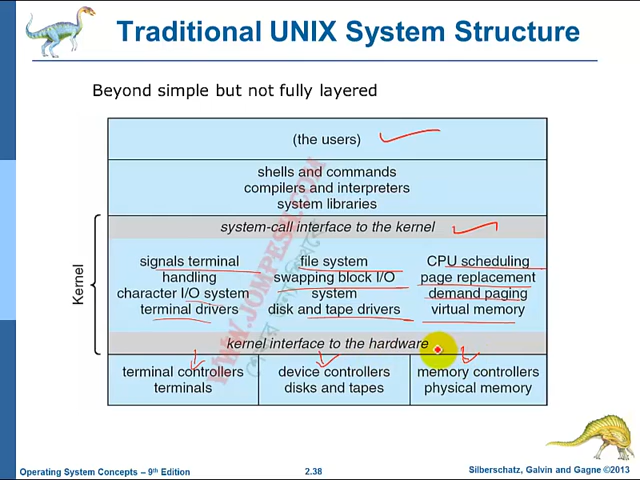 Traditional UNIX System Structure
Beyond simple but not fully layered
(the users)
shells and commands
compilers and interpreters
system libraries
system-call interface to the kernel
Kernel
signals terminal
handling
character I/O system
terminal drivers
file system
swapping block I/O
system
disk and tape drivers
CPU scheduling
page replacement
demand paging
virtual memory
kernel interface to the hardware
terminal controllers
terminals
device controllers
disks and tapes
memory controllers
physical memory
WWW.JOMPESH.COM
Operating System Concepts – 9th Edition
2.38
Silberschatz, Galvin and Gagne ©2013